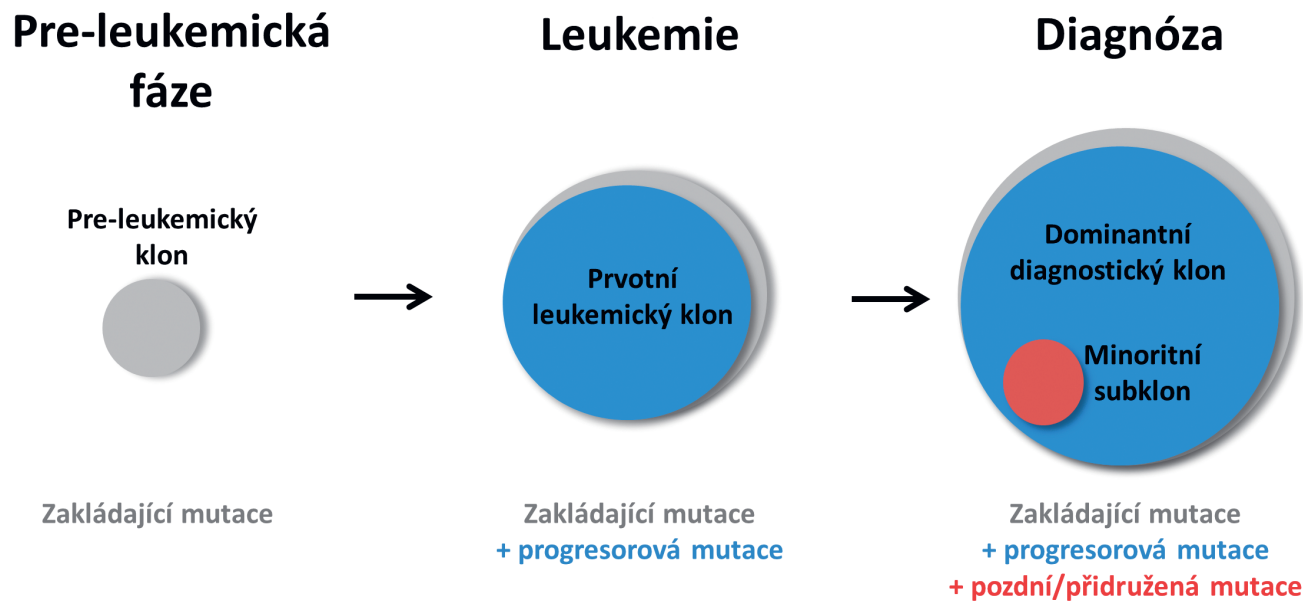 Pre-leukemická
fáze
Leukemie
Diagnóza
Pre-leukemický
klon
Prvotní
leukemický klon
Dominantní
diagnostický klon
Minoritní
subklon
Zakládající mutace
Zakládající mutace
+ progresorová mutace
Zakládající mutace
+ progresorová mutace
+ pozdní/přidružená mutace